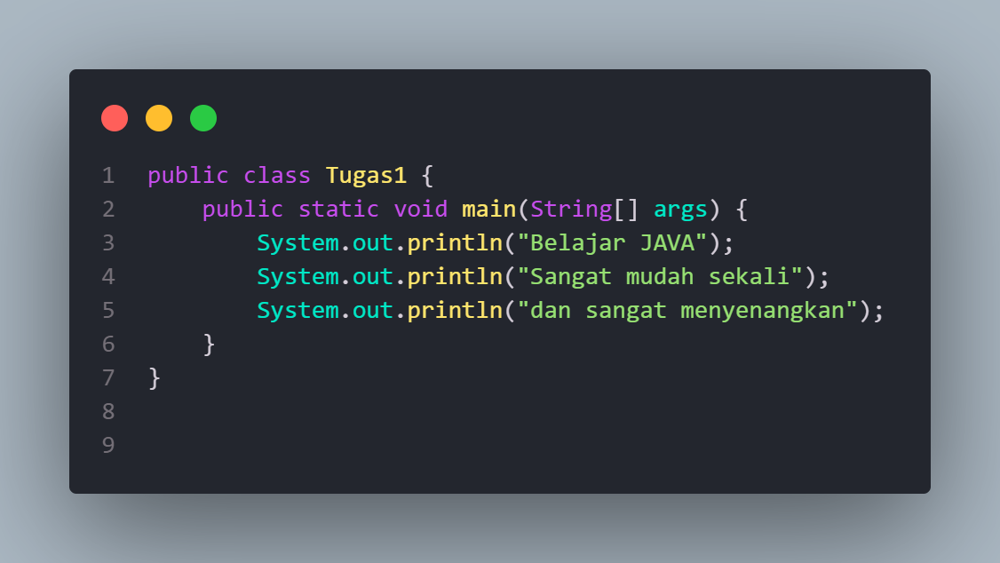 1 public class Tugas1 {
2     public static void main(String[] args) {
3         System.out.println("Belajar JAVA");
4         System.out.println("Sangat mudah sekali");
5         System.out.println("dan sangat menyenangkan");
6     }
7 }
8
9